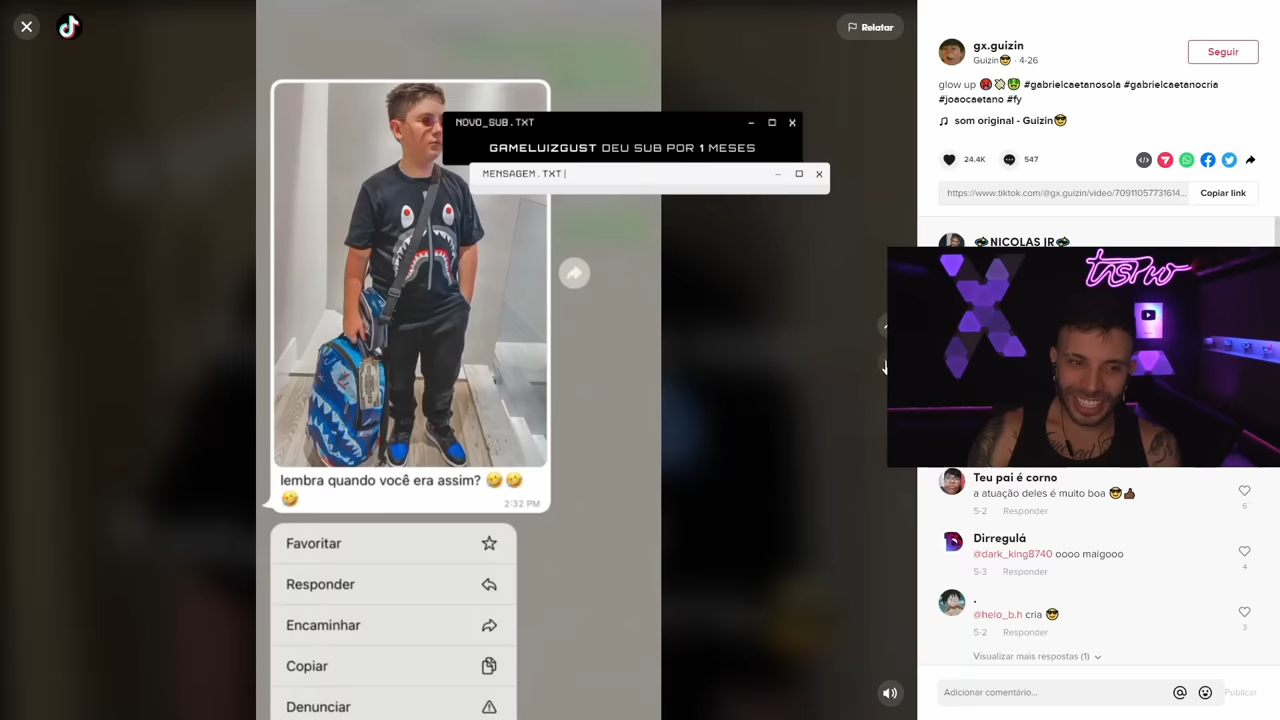 Relatar
NOVO_SUB.TXT
GAMELUIZGUST DEU SUB POR 1 MESES
MENSAGEM.TXT
lembra quando você era assim? 🤣🤣
🤣
2:32 PM
Favoritar
Responder
Encaminhar
Copiar
Denunciar
gx.guizin
Guizin😎 · 4-26
Seguir
glow up 👹💱🤑 #gabrielcaetanosola #gabrielcaetanocria
#joaocaetano #fy
som original - Guizin😎
24.4K
547
https://www.tiktok.com/@gx.guizin/video/70911057731614...
Copiar link
NICOLAS JR
Teu pai é corno
a atuação deles é muito boa 😎👍🏾
6
5-2 Responder
Dirregulá
@dark_king8740 oooo maigooo
4
5-3 Responder
.
@helo_b.h cria 😎
3
5-2 Responder
Visualizar mais respostas (1)
Adicionar comentário...
Publicar